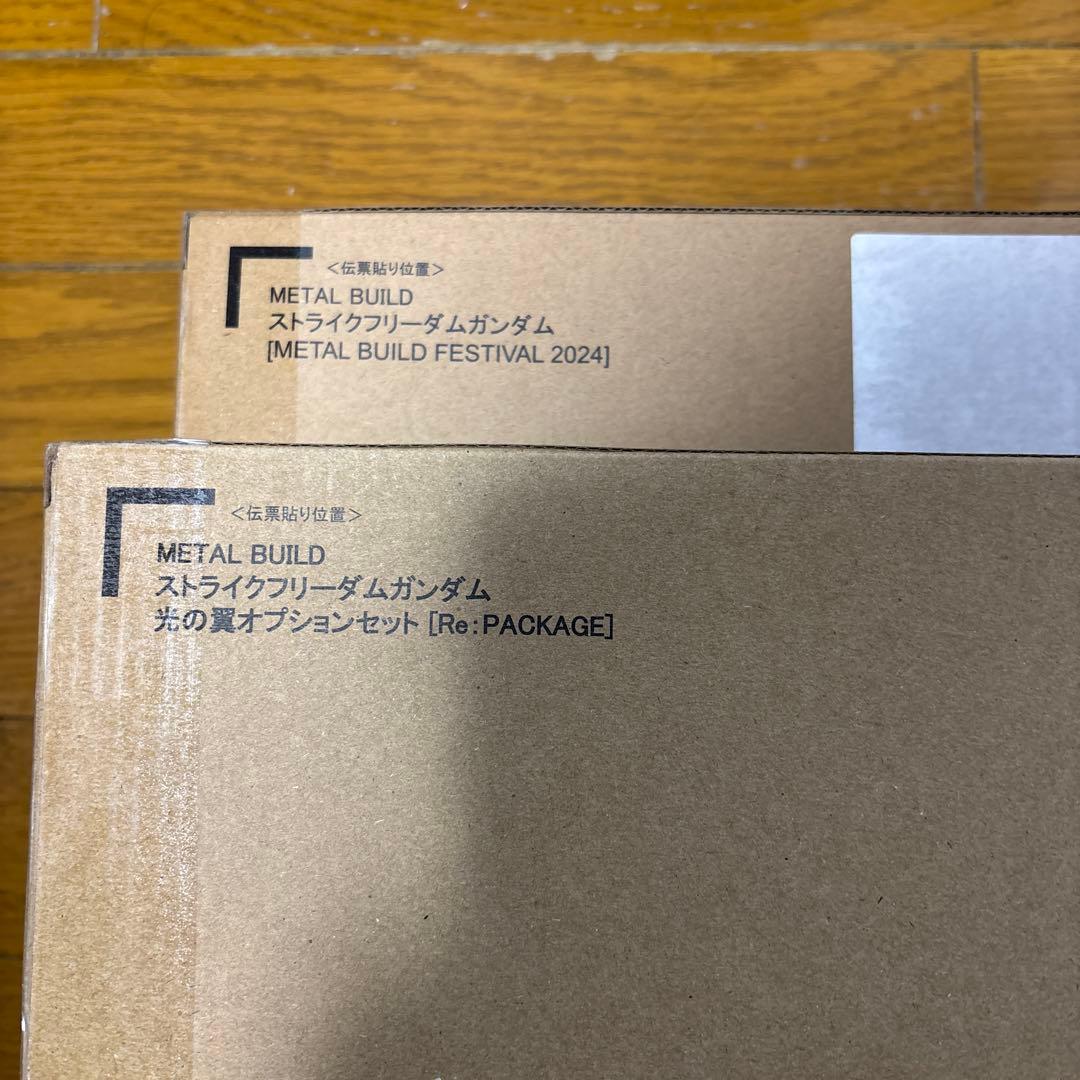 ＜伝票貼り位置＞
METAL BUILD
ストライクフリーダムガンダム
[METAL BUILD FESTIVAL 2024]
＜伝票貼り位置＞
METAL BUILD
ストライクフリーダムガンダム
光の翼オプションセット [Re:PACKAGE]